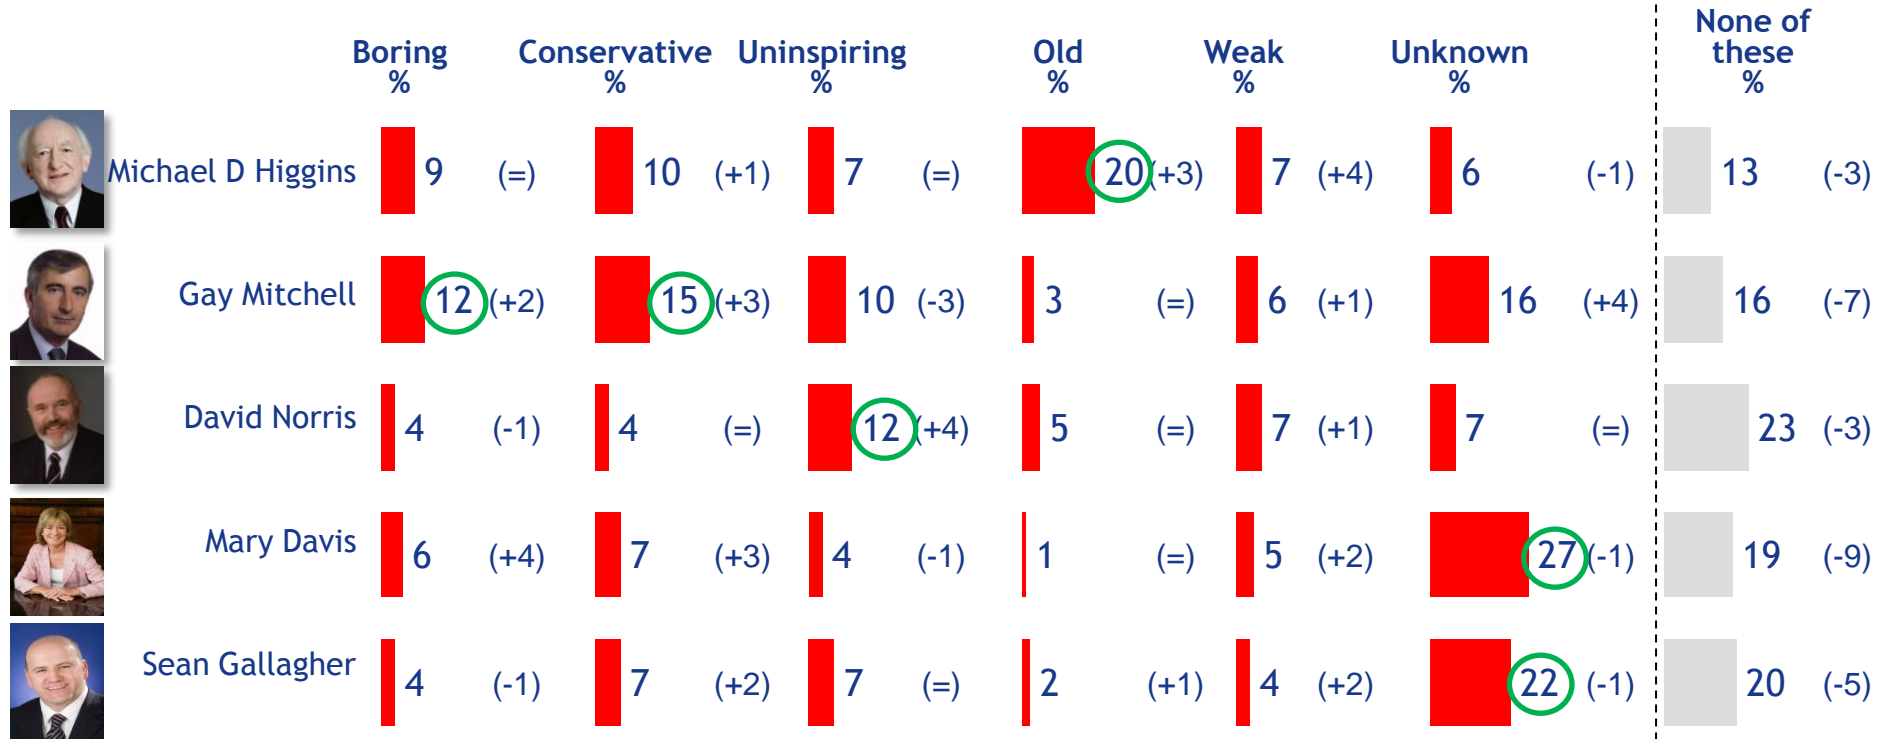 None of
Boring Conservative Uninspiring Old Weak Unknown these
% % % % % % %
Michael D Higgins 9 (=) 10 (+1) 7 (=) 20 (+3) 7 (+4) 6 (-1) 13 (-3)
Gay Mitchell 12 (+2) 15 (+3) 10 (-3) 3 (=) 6 (+1) 16 (+4) 16 (-7)
David Norris 4 (-1) 4 (=) 12 (+4) 5 (=) 7 (+1) 7 (=) 23 (-3)
Mary Davis 6 (+4) 7 (+3) 4 (-1) 1 (=) 5 (+2) 27 (-1) 19 (-9)
Sean Gallagher 4 (-1) 7 (+2) 7 (=) 2 (+1) 4 (+2) 22 (-1) 20 (-5)